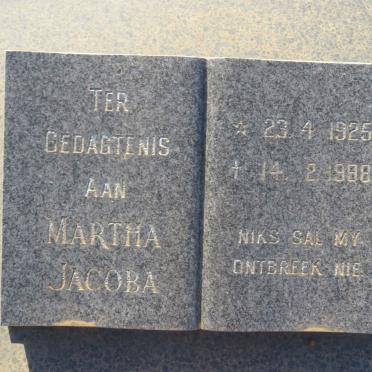 TER
GEDAGTENIS
AAN
MARTHA
JACOBA
* 23. 4. 1925
† 14. 2. 1998
NIKS SAL MY
ONTBREEK NIE